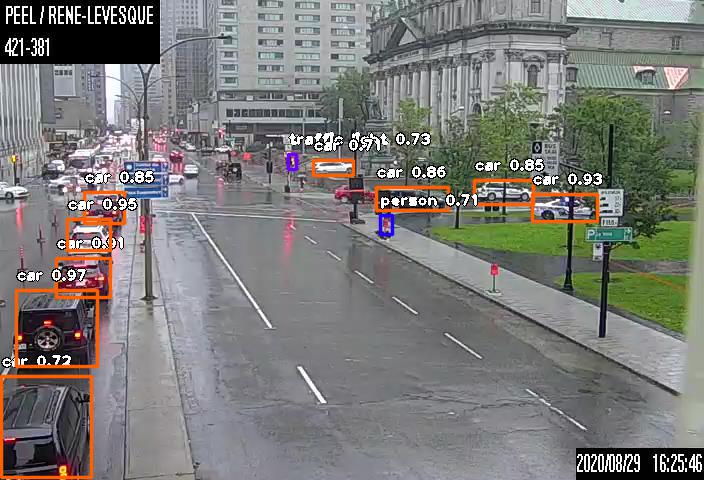 PEEL / RENE-LEVESQUE
421-381
traffic light 0.73
car 0.71
car 0.86
car 0.85
car 0.93
person 0.71
car 0.85
car 0.95
car 0.91
car 0.97
car 0.72
BUS
P
2020/08/29 16:25:46